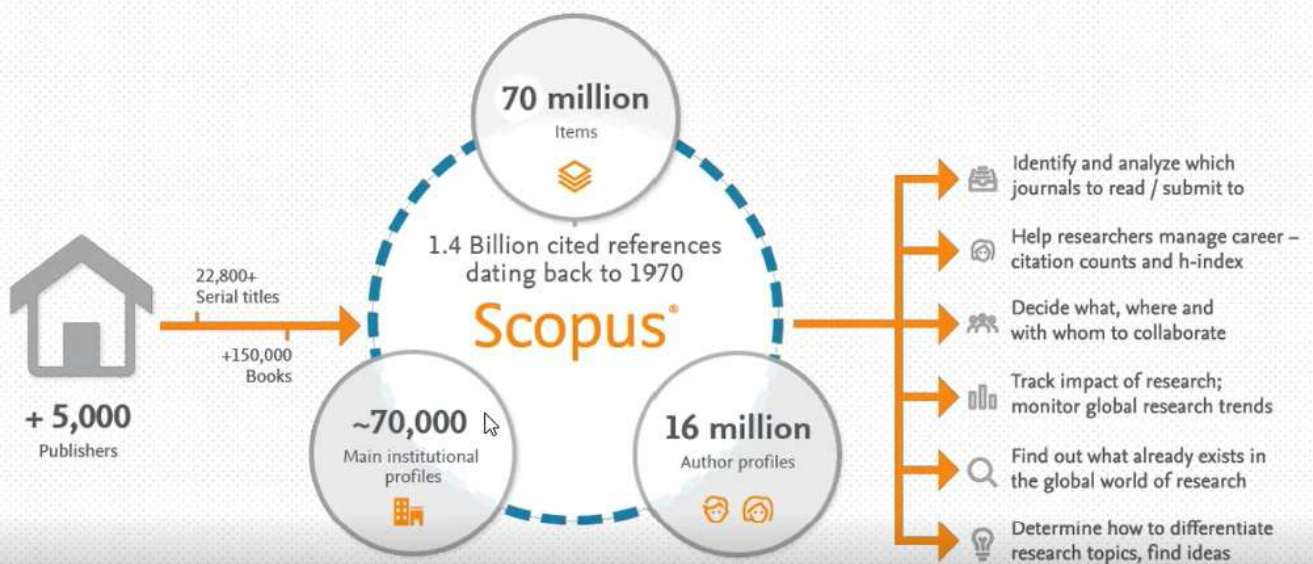 + 5,000
Publishers
22,800+
Serial titles
+150,000
Books
70 million
Items
1.4 Billion cited references
dating back to 1970
Scopus®
~70,000
Main institutional
profiles
16 million
Author profiles
Identify and analyze which
journals to read / submit to
Help researchers manage career –
citation counts and h-index
Decide what, where and
with whom to collaborate
Track impact of research;
monitor global research trends
Find out what already exists in
the global world of research
Determine how to differentiate
research topics, find ideas